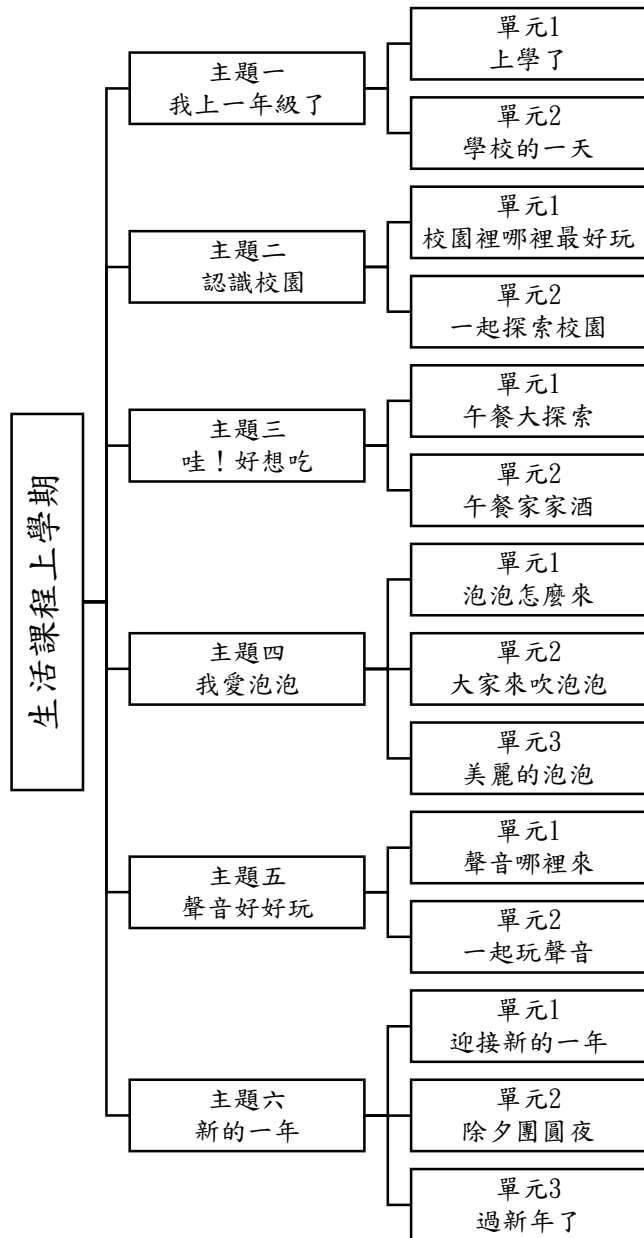 生活課程上學期
主題一
我上一年級了
單元1
上學了
單元2
學校的一天
主題二
認識校園
單元1
校園裡哪裡最好玩
單元2
一起探索校園
主題三
哇！好想吃
單元1
午餐大探索
單元2
午餐家家酒
主題四
我愛泡泡
單元1
泡泡怎麼來
單元2
大家來吹泡泡
單元3
美麗的泡泡
主題五
聲音好好玩
單元1
聲音哪裡來
單元2
一起玩聲音
主題六
新的一年
單元1
迎接新的一年
單元2
除夕團圓夜
單元3
過新年了